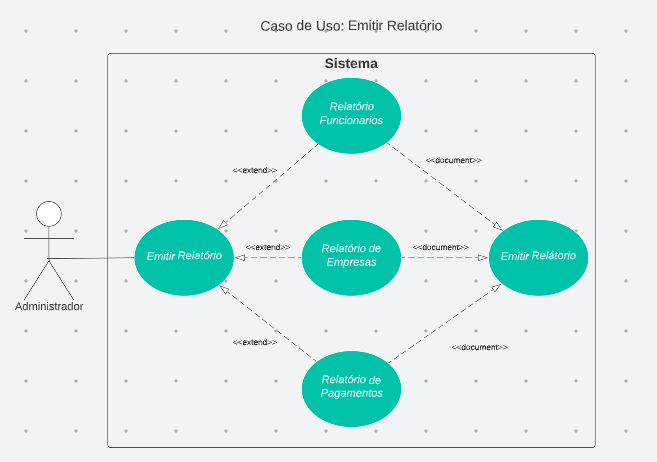 Caso de Uso: Emitir Relatório
Sistema
Relatório
Funcionarios
<<extend>>
<<document>>
Emitir Relatório
<<extend>>
Relatório de
Empresas
<<document>>
Emitir Relátorio
Administrador
<<extend>>
<<document>>
Relatório de
Pagamentos